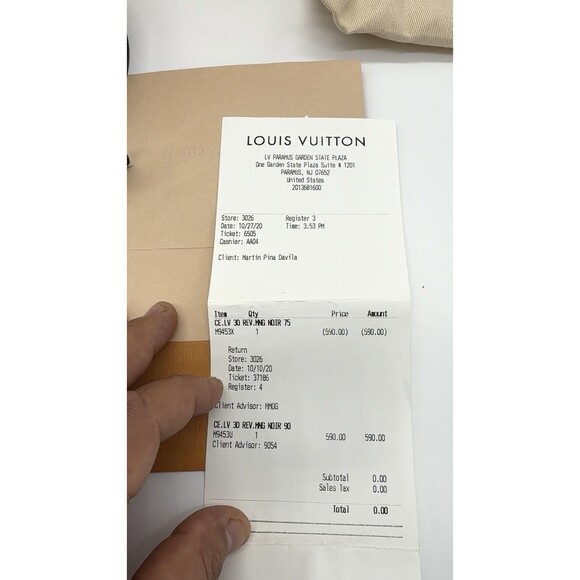 LOUIS VUITTON
LV PARAMUS GARDEN STATE PLAZA
One Garden State Plaza Suite # 1201
PARAMUS, NJ 07652
United States
2013681600
Store: 3026 Register 3
Date: 10/27/20 Time: 3:53 PM
Ticket: 6505
Cashier: AA04
Client: Martin Pina Davila
Item Qty Price Amount
CE.LV 30 REV.MNG NOIR 75
M9453X 1 (590.00) (590.00)
Return
Store: 3026
Date: 10/10/20
Ticket: 37186
Register: 4
Client Advisor: MMOG
CE.LV 30 REV.MNG NOIR 90
M9453U 1 590.00 590.00
Client Advisor: 9054
Subtotal 0.00
Sales Tax 0.00
Total 0.00